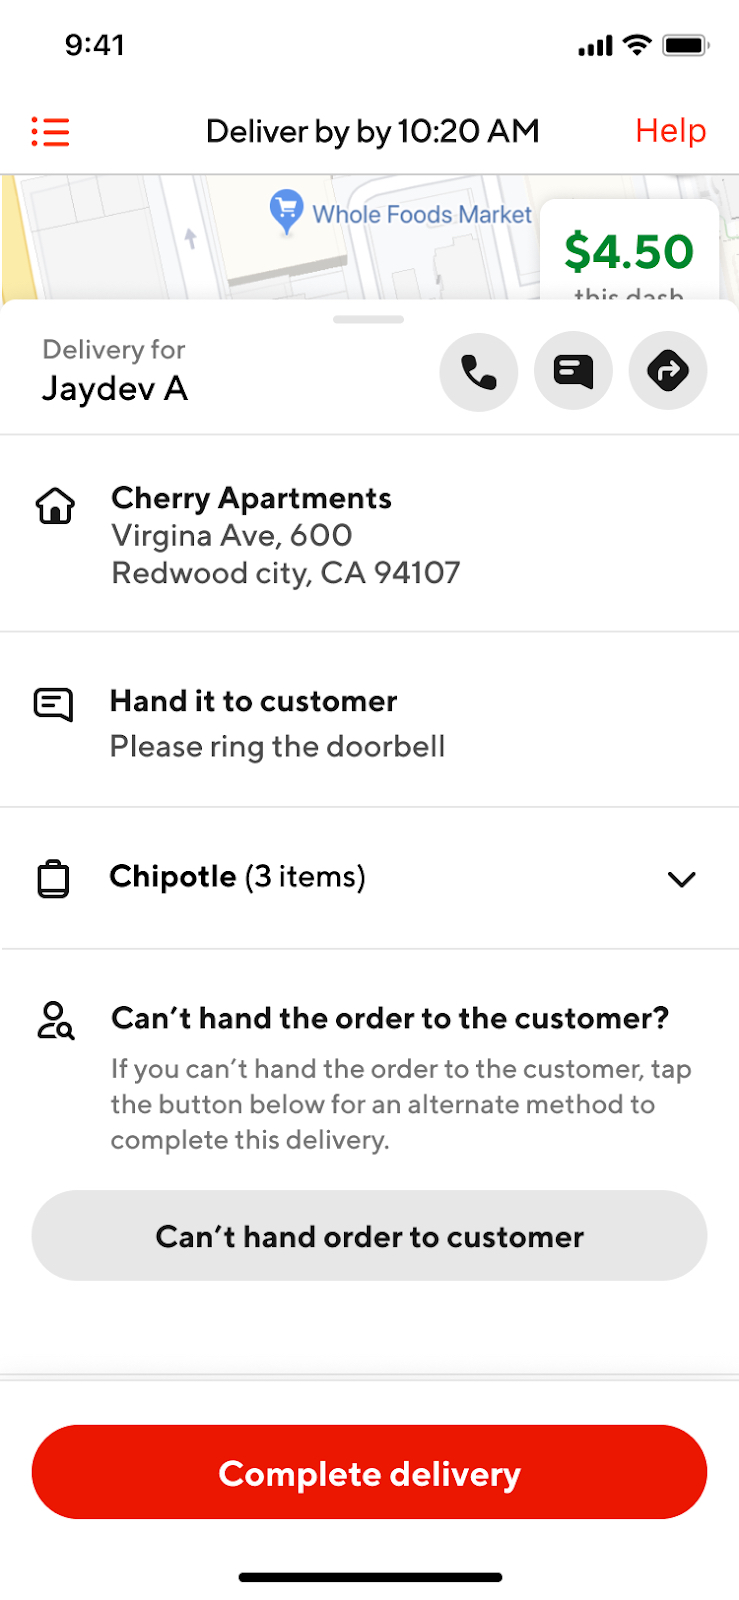 9:41
Deliver by by 10:20 AM
Help
Whole Foods Market
$4.50
this dash
Delivery for
Jaydev A
Cherry Apartments
Virgina Ave, 600
Redwood city, CA 94107
Hand it to customer
Please ring the doorbell
Chipotle (3 items)
Can’t hand the order to the customer?
If you can’t hand the order to the customer, tap
the button below for an alternate method to
complete this delivery.
Can’t hand order to customer
Complete delivery